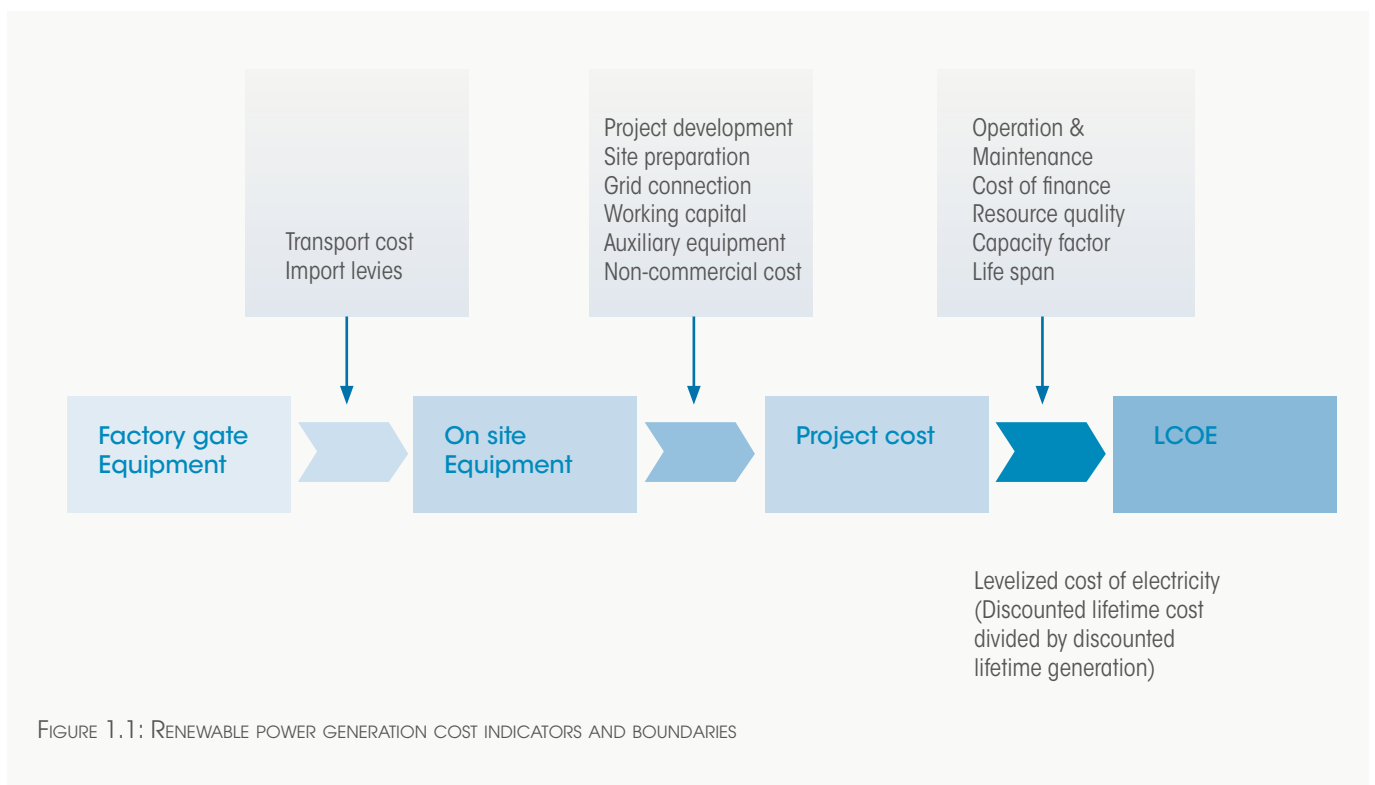 Transport cost
Import levies
Project development
Site preparation
Grid connection
Working capital
Auxiliary equipment
Non-commercial cost
Operation &
Maintenance
Cost of finance
Resource quality
Capacity factor
Life span
Factory gate
Equipment
On site
Equipment
Project cost
LCOE
Levelized cost of electricity
(Discounted lifetime cost
divided by discounted
lifetime generation)
Figure 1.1: Renewable power generation cost indicators and boundaries